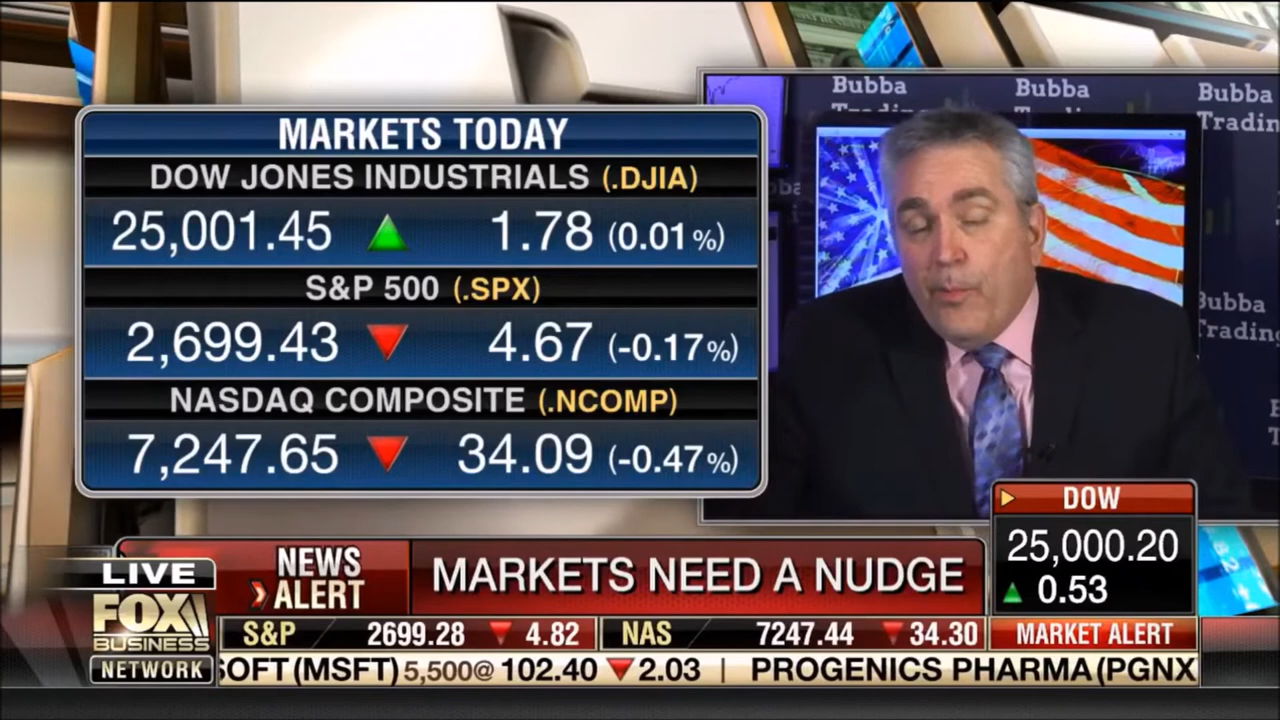 Bubba
Bubba
Bubba
Tradin
MARKETS TODAY
DOW JONES INDUSTRIALS (.DJIA)
25,001.45 ▲ 1.78 (0.01%)
S&P 500 (.SPX)
2,699.43 ▼ 4.67 (-0.17%)
NASDAQ COMPOSITE (.NCOMP)
7,247.65 ▼ 34.09 (-0.47%)
Bubba
Trading
DOW
25,000.20
▲ 0.53
NEWS
ALERT
MARKETS NEED A NUDGE
LIVE
FOX
BUSINESS
NETWORK
S&P 2699.28 ▼ 4.82 NAS 7247.44 ▼ 34.30 MARKET ALERT
SOFT (MSFT) 5,500@ 102.40 ▼ 2.03 | PROGENICS PHARMA (PGNX